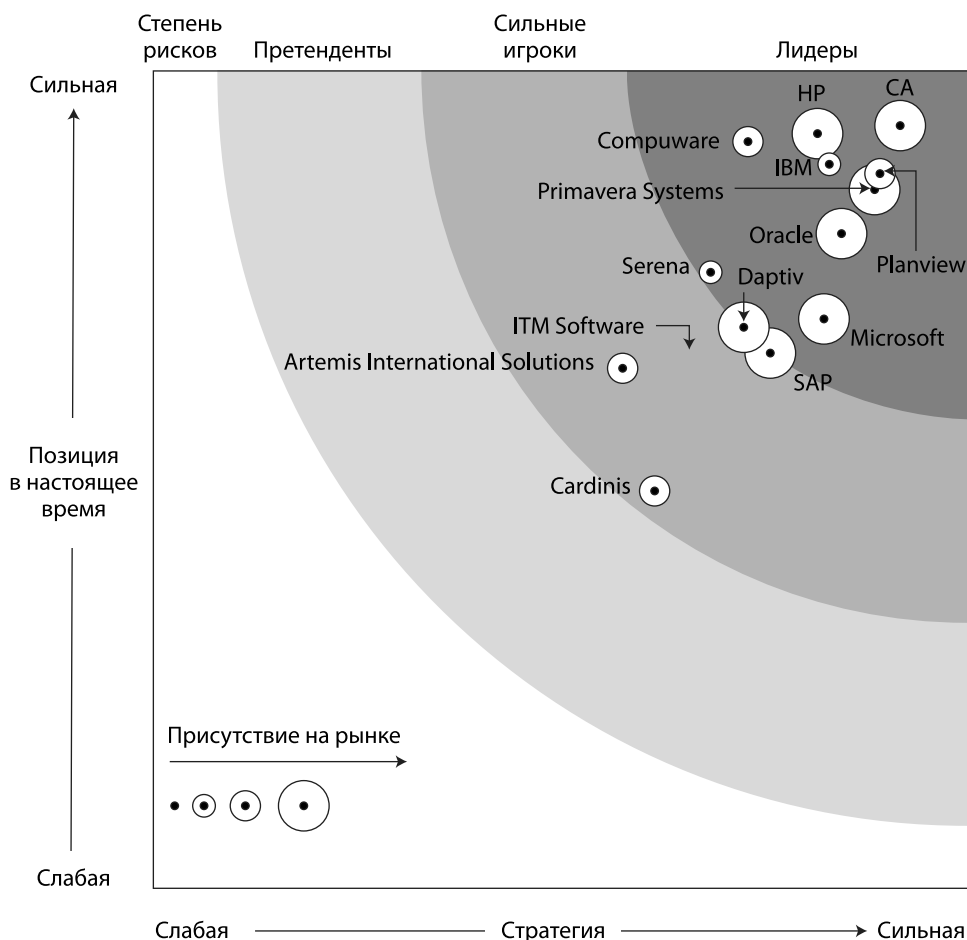 Степень
рисков
Претенденты
Сильные
игроки
Лидеры
Сильная
HP
CA
Compuware
IBM
Primavera Systems
Oracle
Planview
Serena
Daptiv
ITM Software
Microsoft
Artemis International Solutions
SAP
Позиция
в настоящее
время
Cardinis
Присутствие на рынке
Слабая
Слабая
Стратегия
Сильная